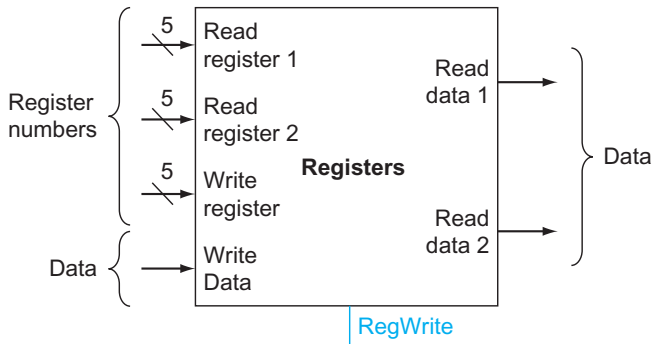 Register
numbers
5
Read
register 1
5
Read
register 2
5
Write
register
Data
Write
Data
Registers
Read
data 1
Read
data 2
Data
RegWrite